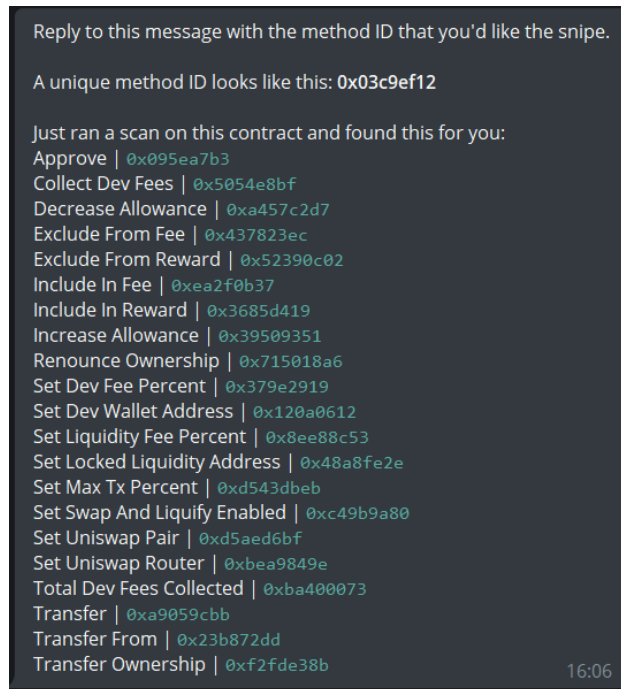 Reply to this message with the method ID that you'd like the snipe.
A unique method ID looks like this: 0x03c9ef12
Just ran a scan on this contract and found this for you:
Approve | 0x095ea7b3
Collect Dev Fees | 0x5054e8bf
Decrease Allowance | 0xa457c2d7
Exclude From Fee | 0x437823ec
Exclude From Reward | 0x52390c02
Include In Fee | 0xea2f0b37
Include In Reward | 0x3685d419
Increase Allowance | 0x39509351
Renounce Ownership | 0x715018a6
Set Dev Fee Percent | 0x379e2919
Set Dev Wallet Address | 0x120a0612
Set Liquidity Fee Percent | 0x8ee88c53
Set Locked Liquidity Address | 0x48a8fe2e
Set Max Tx Percent | 0xd543dbeb
Set Swap And Liquify Enabled | 0xc49b9a80
Set Uniswap Pair | 0xd5aed6bf
Set Uniswap Router | 0xbea9849e
Total Dev Fees Collected | 0xba400073
Transfer | 0xa9059cbb
Transfer From | 0x23b872dd
Transfer Ownership | 0xf2fde38b
16:06